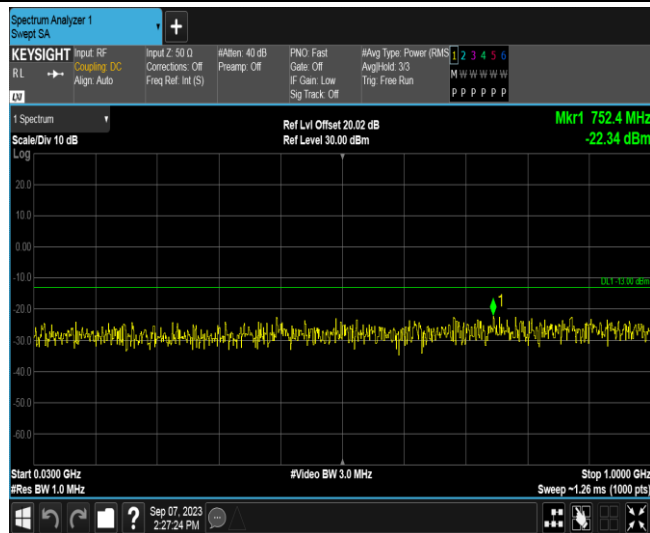 Spectrum Analyzer 1
Swept SA
+
KEYSIGHT
RL
LXI
Input: RF
Coupling: DC
Align: Auto
Input Z: 50 Ω
Corrections: Off
Freq Ref: Int (S)
#Atten: 40 dB
Preamp: Off
PNO: Fast
Gate: Off
IF Gain: Low
Sig Track: Off
#Avg Type: Power (RMS
Avg|Hold: 3/3
Trig: Free Run
1 2 3 4 5 6
M W W W W W
P P P P P P
1 Spectrum
Scale/Div 10 dB
Log
Ref Lvl Offset 20.02 dB
Ref Level 30.00 dBm
Mkr1 752.4 MHz
-22.34 dBm
20.0
10.0
0.00
-10.0
-20.0
-30.0
-40.0
-50.0
-60.0
DL1 -13.00 dBm
1
Start 0.0300 GHz
#Res BW 1.0 MHz
#Video BW 3.0 MHz
Stop 1.0000 GHz
Sweep ~1.26 ms (1000 pts)
?
Sep 07, 2023
2:27:24 PM